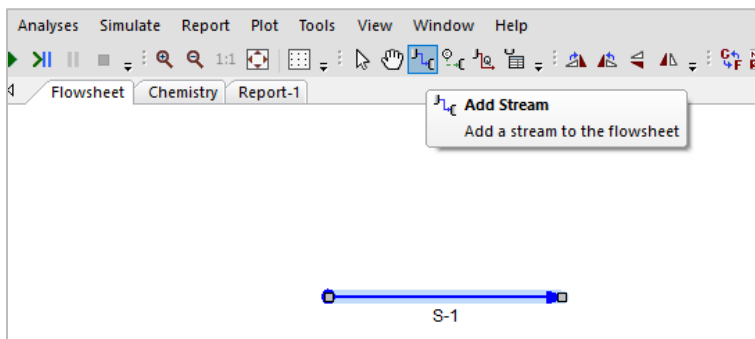 Analyses Simulate Report Plot Tools View Window Help
1:1
Flowsheet Chemistry Report-1
Add Stream
Add a stream to the flowsheet
S-1